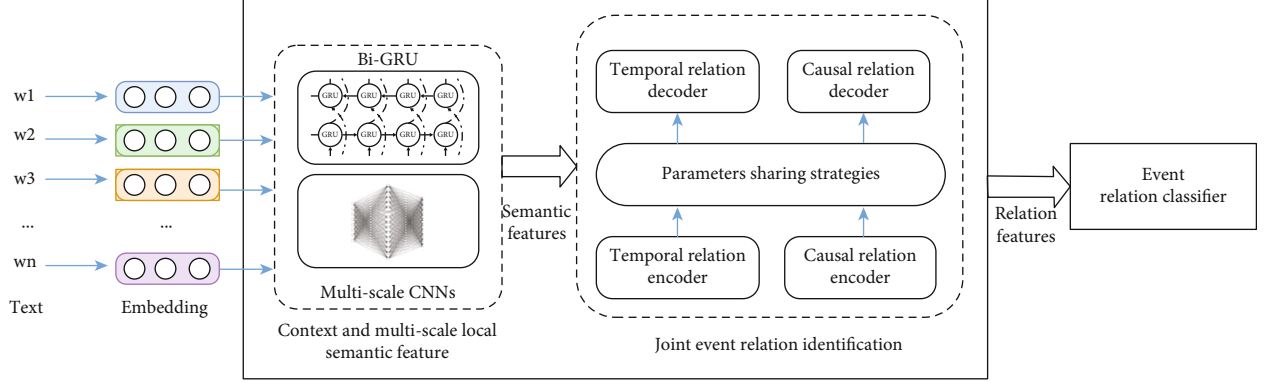 w1
w2
w3
...
wn
Text
...
Embedding
Bi-GRU
GRU GRU GRU GRU
GRU GRU GRU GRU
Multi-scale CNNs
Context and multi-scale local
semantic feature
Semantic
features
Temporal relation
decoder
Causal relation
decoder
Parameters sharing strategies
Temporal relation
encoder
Causal relation
encoder
Joint event relation identification
Relation
features
Event
relation classifier